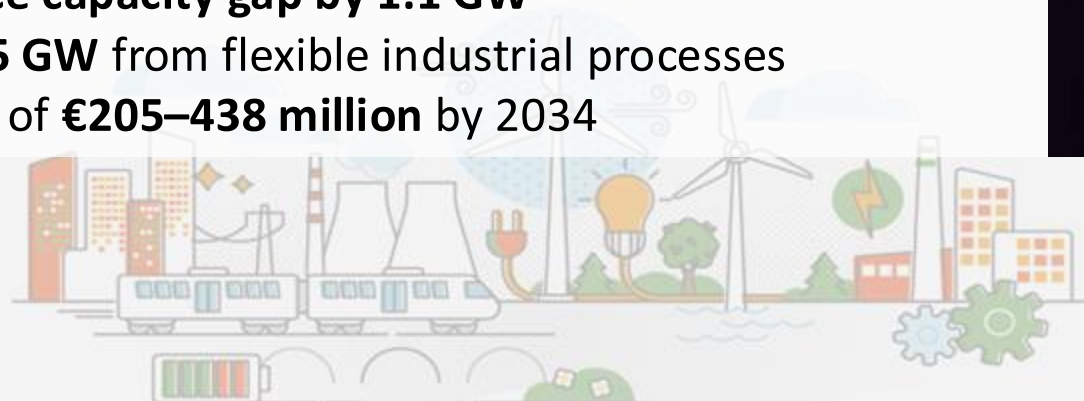 capacity gap by 1.1 GW
GW from flexible industrial processes
of €205–438 million by 2034